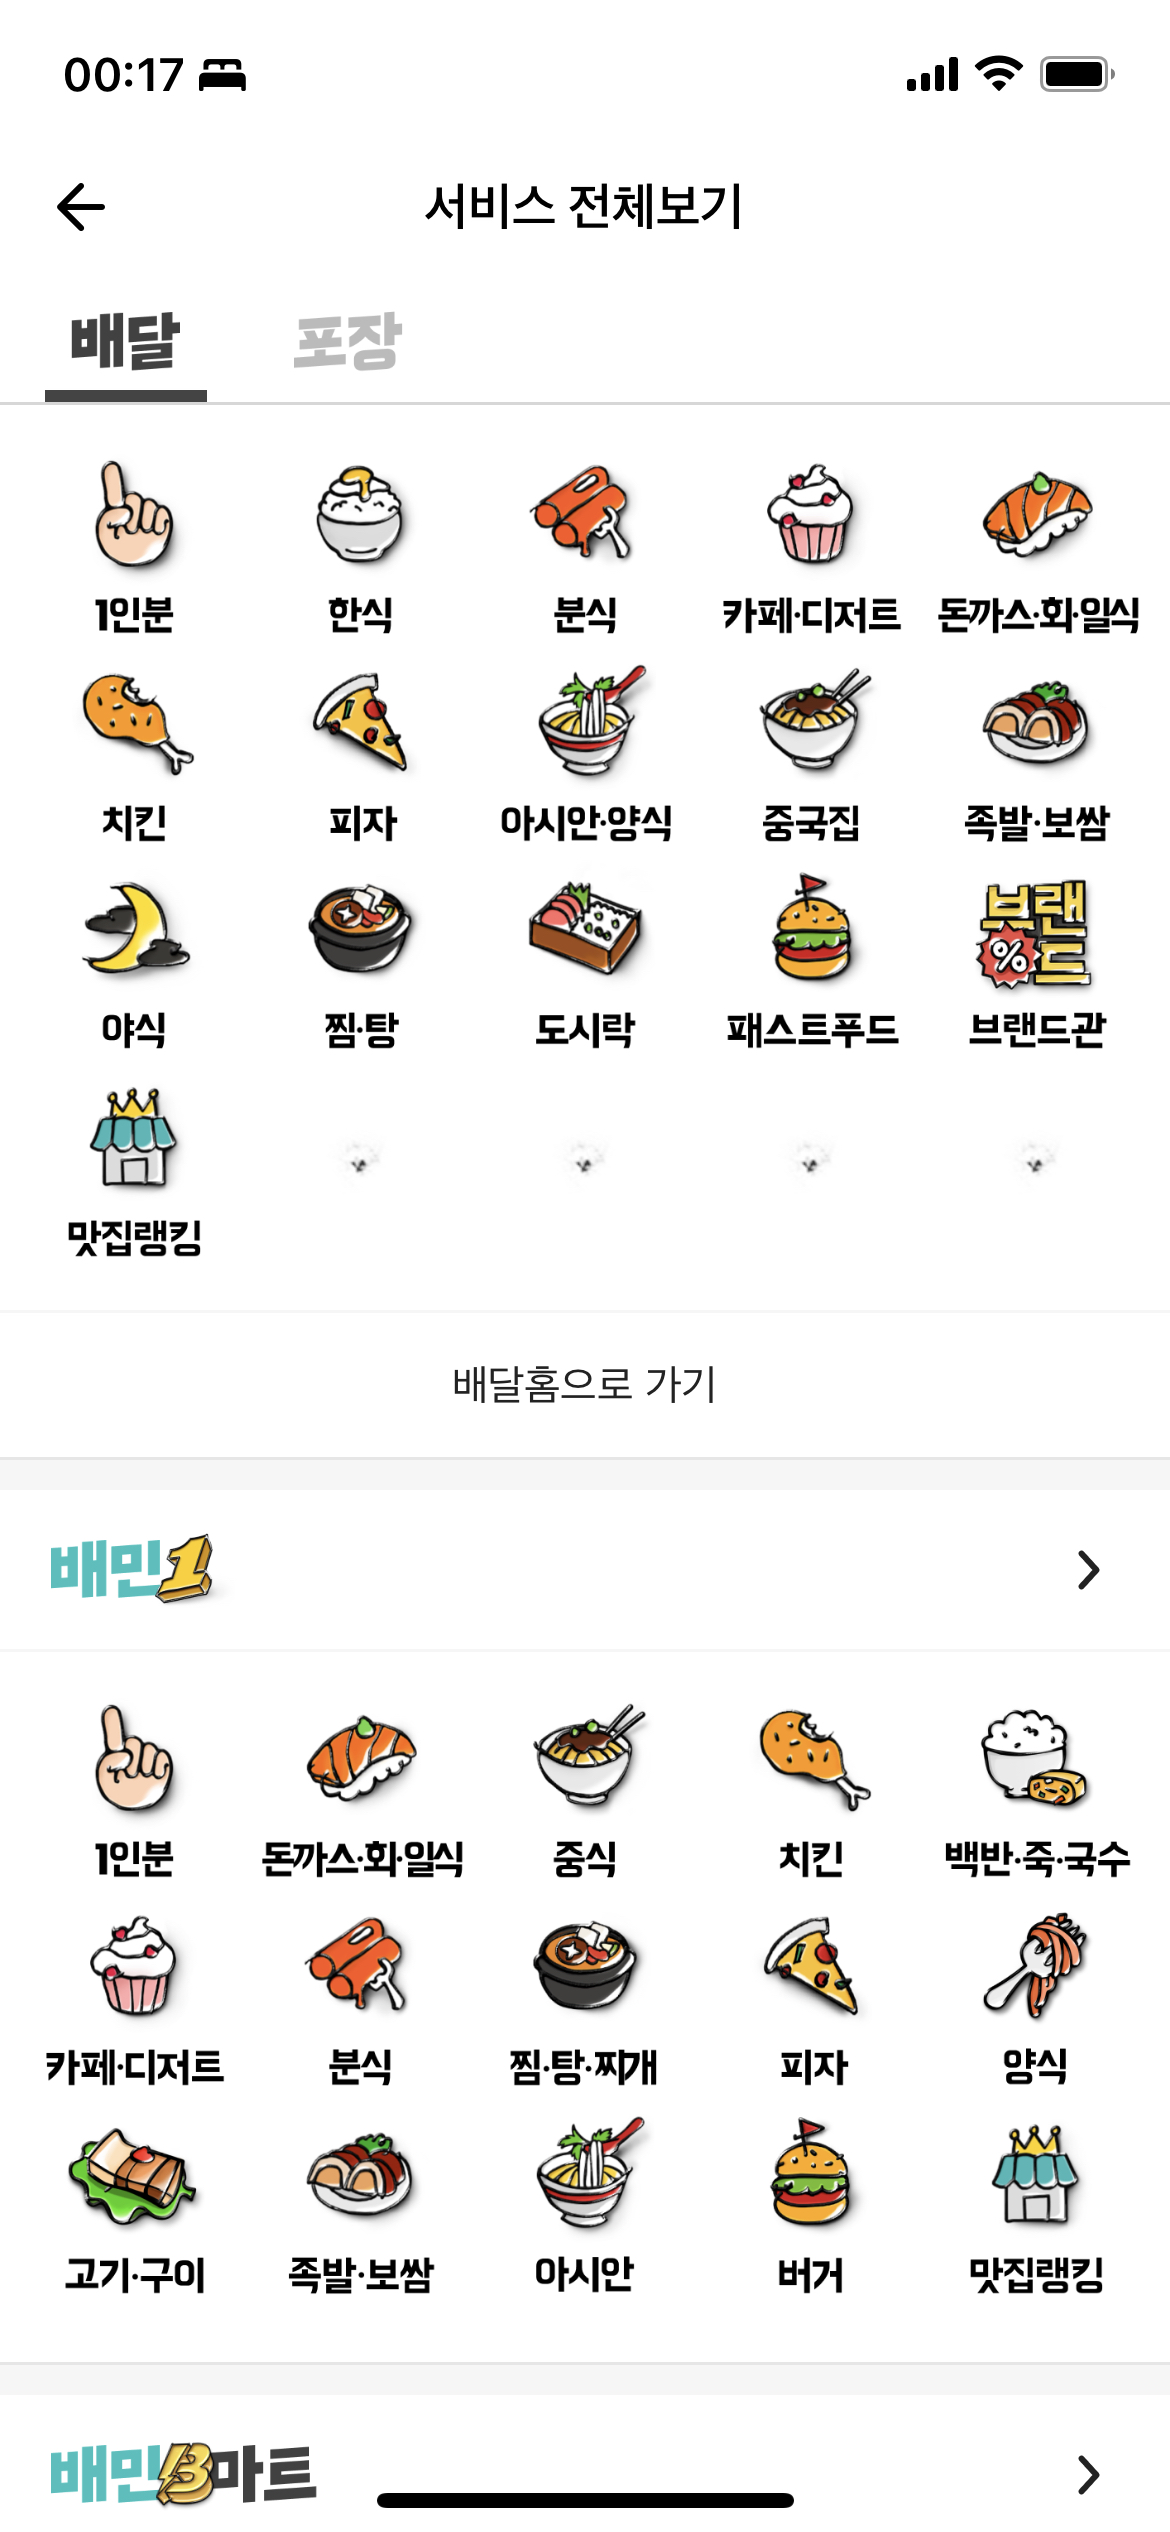 00:17
서비스 전체보기
배달 포장
1인분 한식 분식 카페·디저트 돈까스·회·일식
치킨 피자 아시안·양식 중국집 족발·보쌈
브랜
% 드
야식 찜·탕 도시락 패스트푸드 브랜드관
맛집랭킹
배달홈으로 가기
배민1
1인분 돈까스·회·일식 중식 치킨 백반·죽·국수
카페·디저트 분식 찜·탕·찌개 피자 양식
고기·구이 족발·보쌈 아시안 버거 맛집랭킹
배민B마트